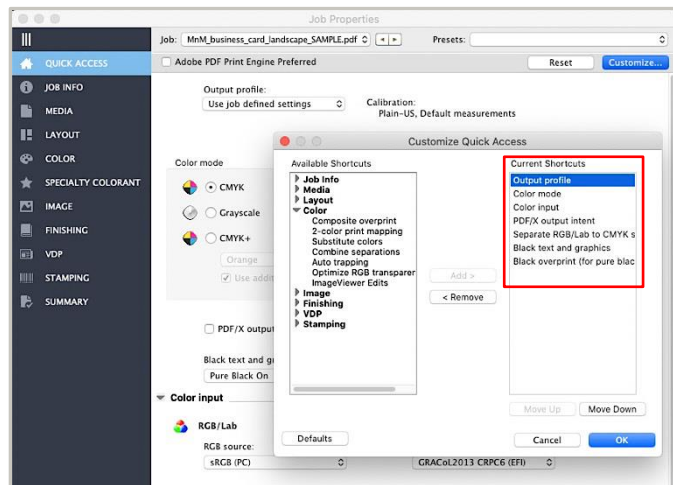 Job Properties
Job: MnM_business_card_landscape_SAMPLE.pdf Presets:
QUICK ACCESS
Adobe PDF Print Engine Preferred Reset Customize...
JOB INFO
MEDIA
LAYOUT
COLOR
SPECIALTY COLORANT
IMAGE
FINISHING
VDP
STAMPING
SUMMARY
Output profile:
Use job defined settings
Calibration:
Plain-US, Default measurements
Color mode
CMYK
Grayscale
CMYK+
Orange
Use addit
PDF/X outpu
Black text and g
Pure Black On
Color input
RGB/Lab
RGB source:
sRGB (PC)
GRACoL2013 CRPC6 (EFI)
Customize Quick Access
Available Shortcuts
Job Info
Media
Layout
Color
Composite overprint
2-color print mapping
Substitute colors
Combine separations
Auto trapping
Optimize RGB transparer
ImageViewer Edits
Image
Finishing
VDP
Stamping
Add >
< Remove
Current Shortcuts
Output profile
Color mode
Color input
PDF/X output intent
Separate RGB/Lab to CMYK s
Black text and graphics
Black overprint (for pure blac
Move Up Move Down
Defaults Cancel OK